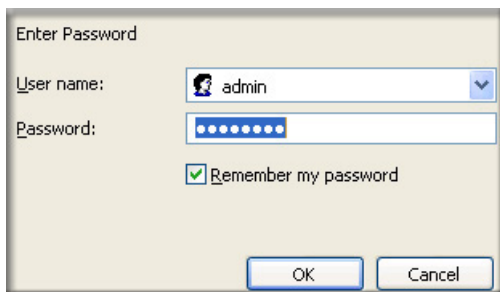 Enter Password
User name: admin
Password: ●●●●●●●●
Remember my password
OK Cancel